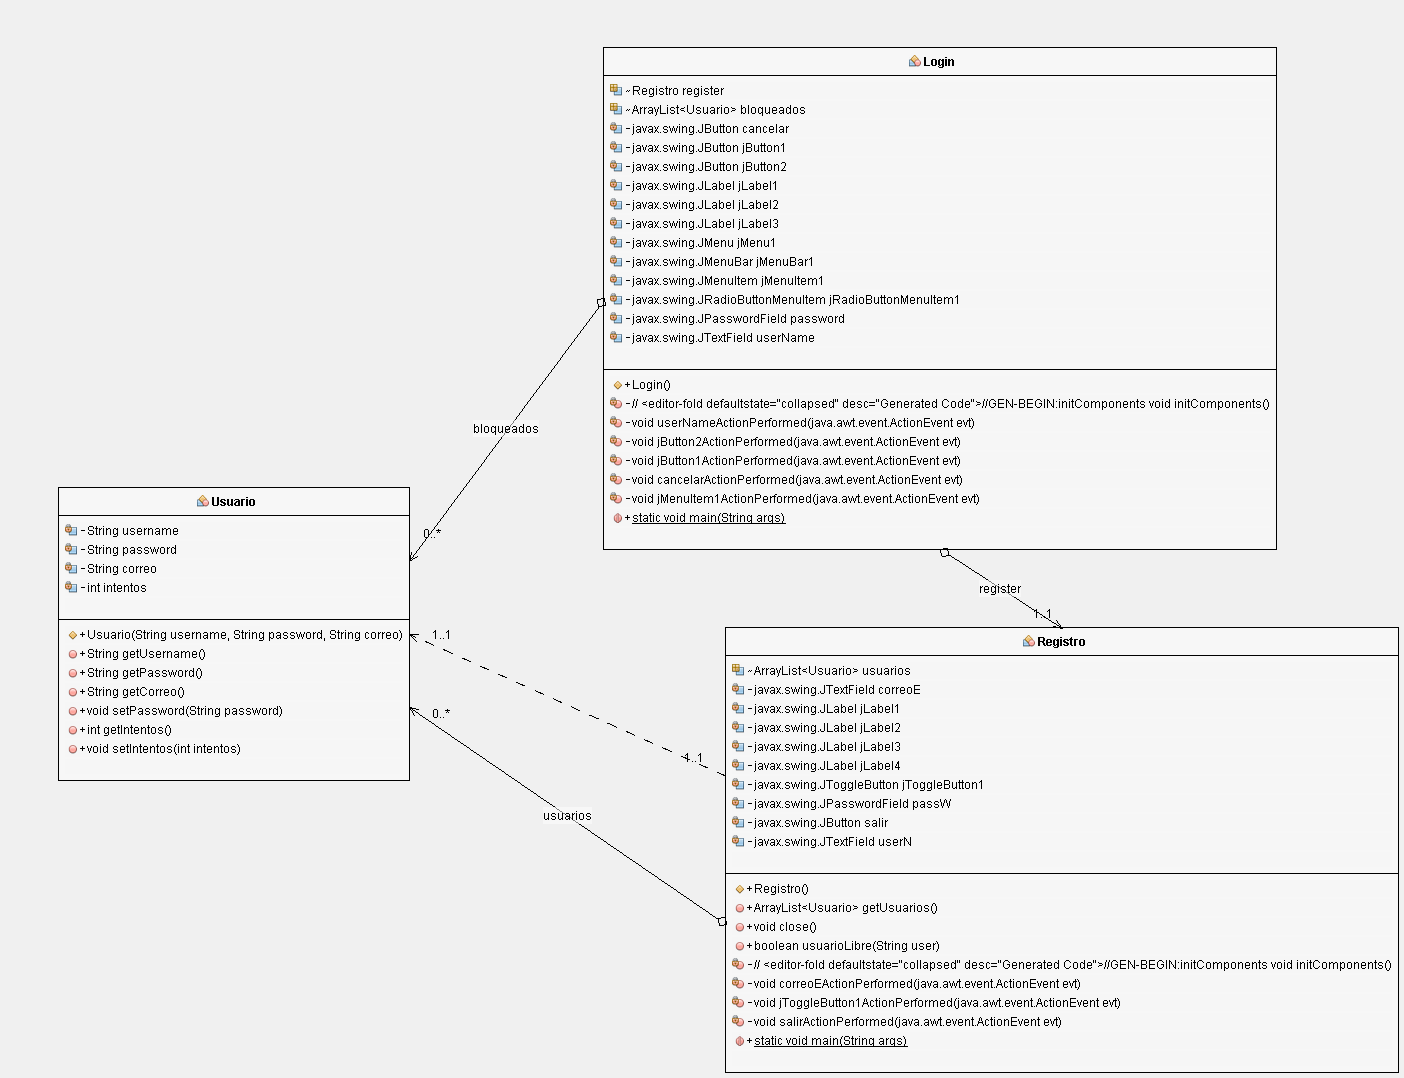 Login
~Registro register
~ArrayList<Usuario> bloqueados
-javax.swing.JButton cancelar
-javax.swing.JButton jButton1
-javax.swing.JButton jButton2
-javax.swing.JLabel jLabel1
-javax.swing.JLabel jLabel2
-javax.swing.JLabel jLabel3
-javax.swing.JMenu jMenu1
-javax.swing.JMenuBar jMenuBar1
-javax.swing.JMenuItem jMenuItem1
-javax.swing.JRadioButtonMenuItem jRadioButtonMenuItem1
-javax.swing.JPasswordField password
-javax.swing.JTextField userName
+Login()
-// <editor-fold defaultstate="collapsed" desc="Generated Code">//GEN-BEGIN:initComponents void initComponents()
-void userNameActionPerformed(java.awt.event.ActionEvent evt)
-void jButton2ActionPerformed(java.awt.event.ActionEvent evt)
-void jButton1ActionPerformed(java.awt.event.ActionEvent evt)
-void cancelarActionPerformed(java.awt.event.ActionEvent evt)
-void jMenuItem1ActionPerformed(java.awt.event.ActionEvent evt)
+static void main(String args)
bloqueados
0..*
Usuario
-String username
-String password
-String correo
-int intentos
+Usuario(String username, String password, String correo)
+String getUsername()
+String getPassword()
+String getCorreo()
+void setPassword(String password)
+int getIntentos()
+void setIntentos(int intentos)
register
1..1
1..1
0..*
1..1
usuarios
Registro
~ArrayList<Usuario> usuarios
-javax.swing.JTextField correoE
-javax.swing.JLabel jLabel1
-javax.swing.JLabel jLabel2
-javax.swing.JLabel jLabel3
-javax.swing.JLabel jLabel4
-javax.swing.JToggleButton jToggleButton1
-javax.swing.JPasswordField passW
-javax.swing.JButton salir
-javax.swing.JTextField userN
+Registro()
+ArrayList<Usuario> getUsuarios()
+void close()
+boolean usuarioLibre(String user)
-// <editor-fold defaultstate="collapsed" desc="Generated Code">//GEN-BEGIN:initComponents void initComponents()
-void correoEActionPerformed(java.awt.event.ActionEvent evt)
-void jToggleButton1ActionPerformed(java.awt.event.ActionEvent evt)
-void salirActionPerformed(java.awt.event.ActionEvent evt)
+static void main(String args)